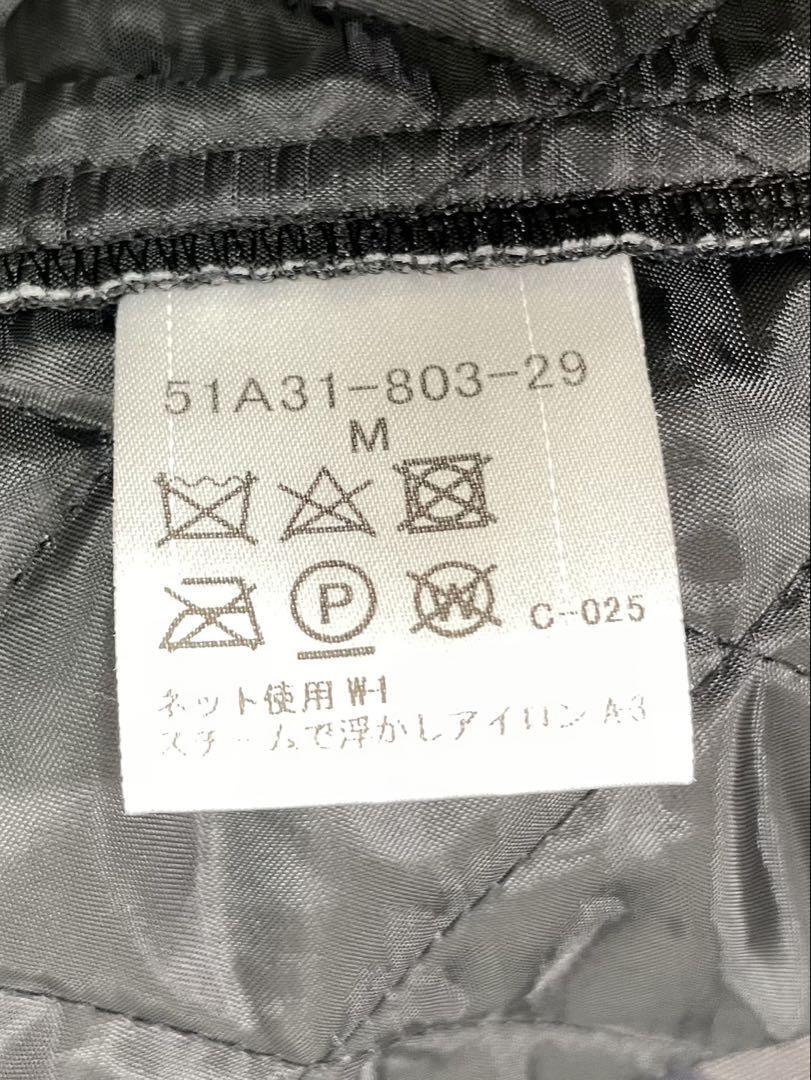 51A31-803-29
M
P W C-025
ネット使用 W-1
スチームで浮かしアイロン A-3